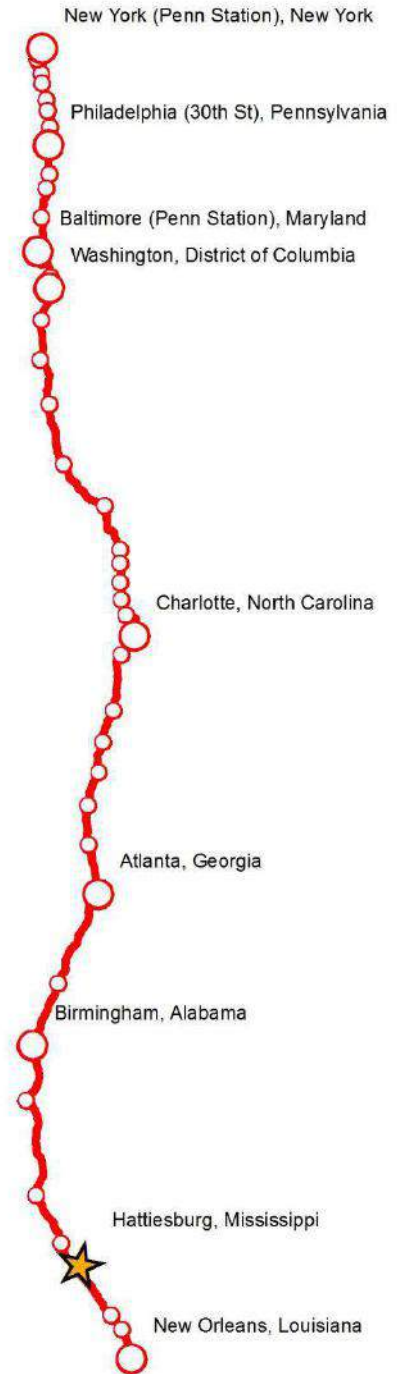 New York (Penn Station), New York
Philadelphia (30th St), Pennsylvania
Baltimore (Penn Station), Maryland
Washington, District of Columbia
Charlotte, North Carolina
Atlanta, Georgia
Birmingham, Alabama
Hattiesburg, Mississippi
New Orleans, Louisiana